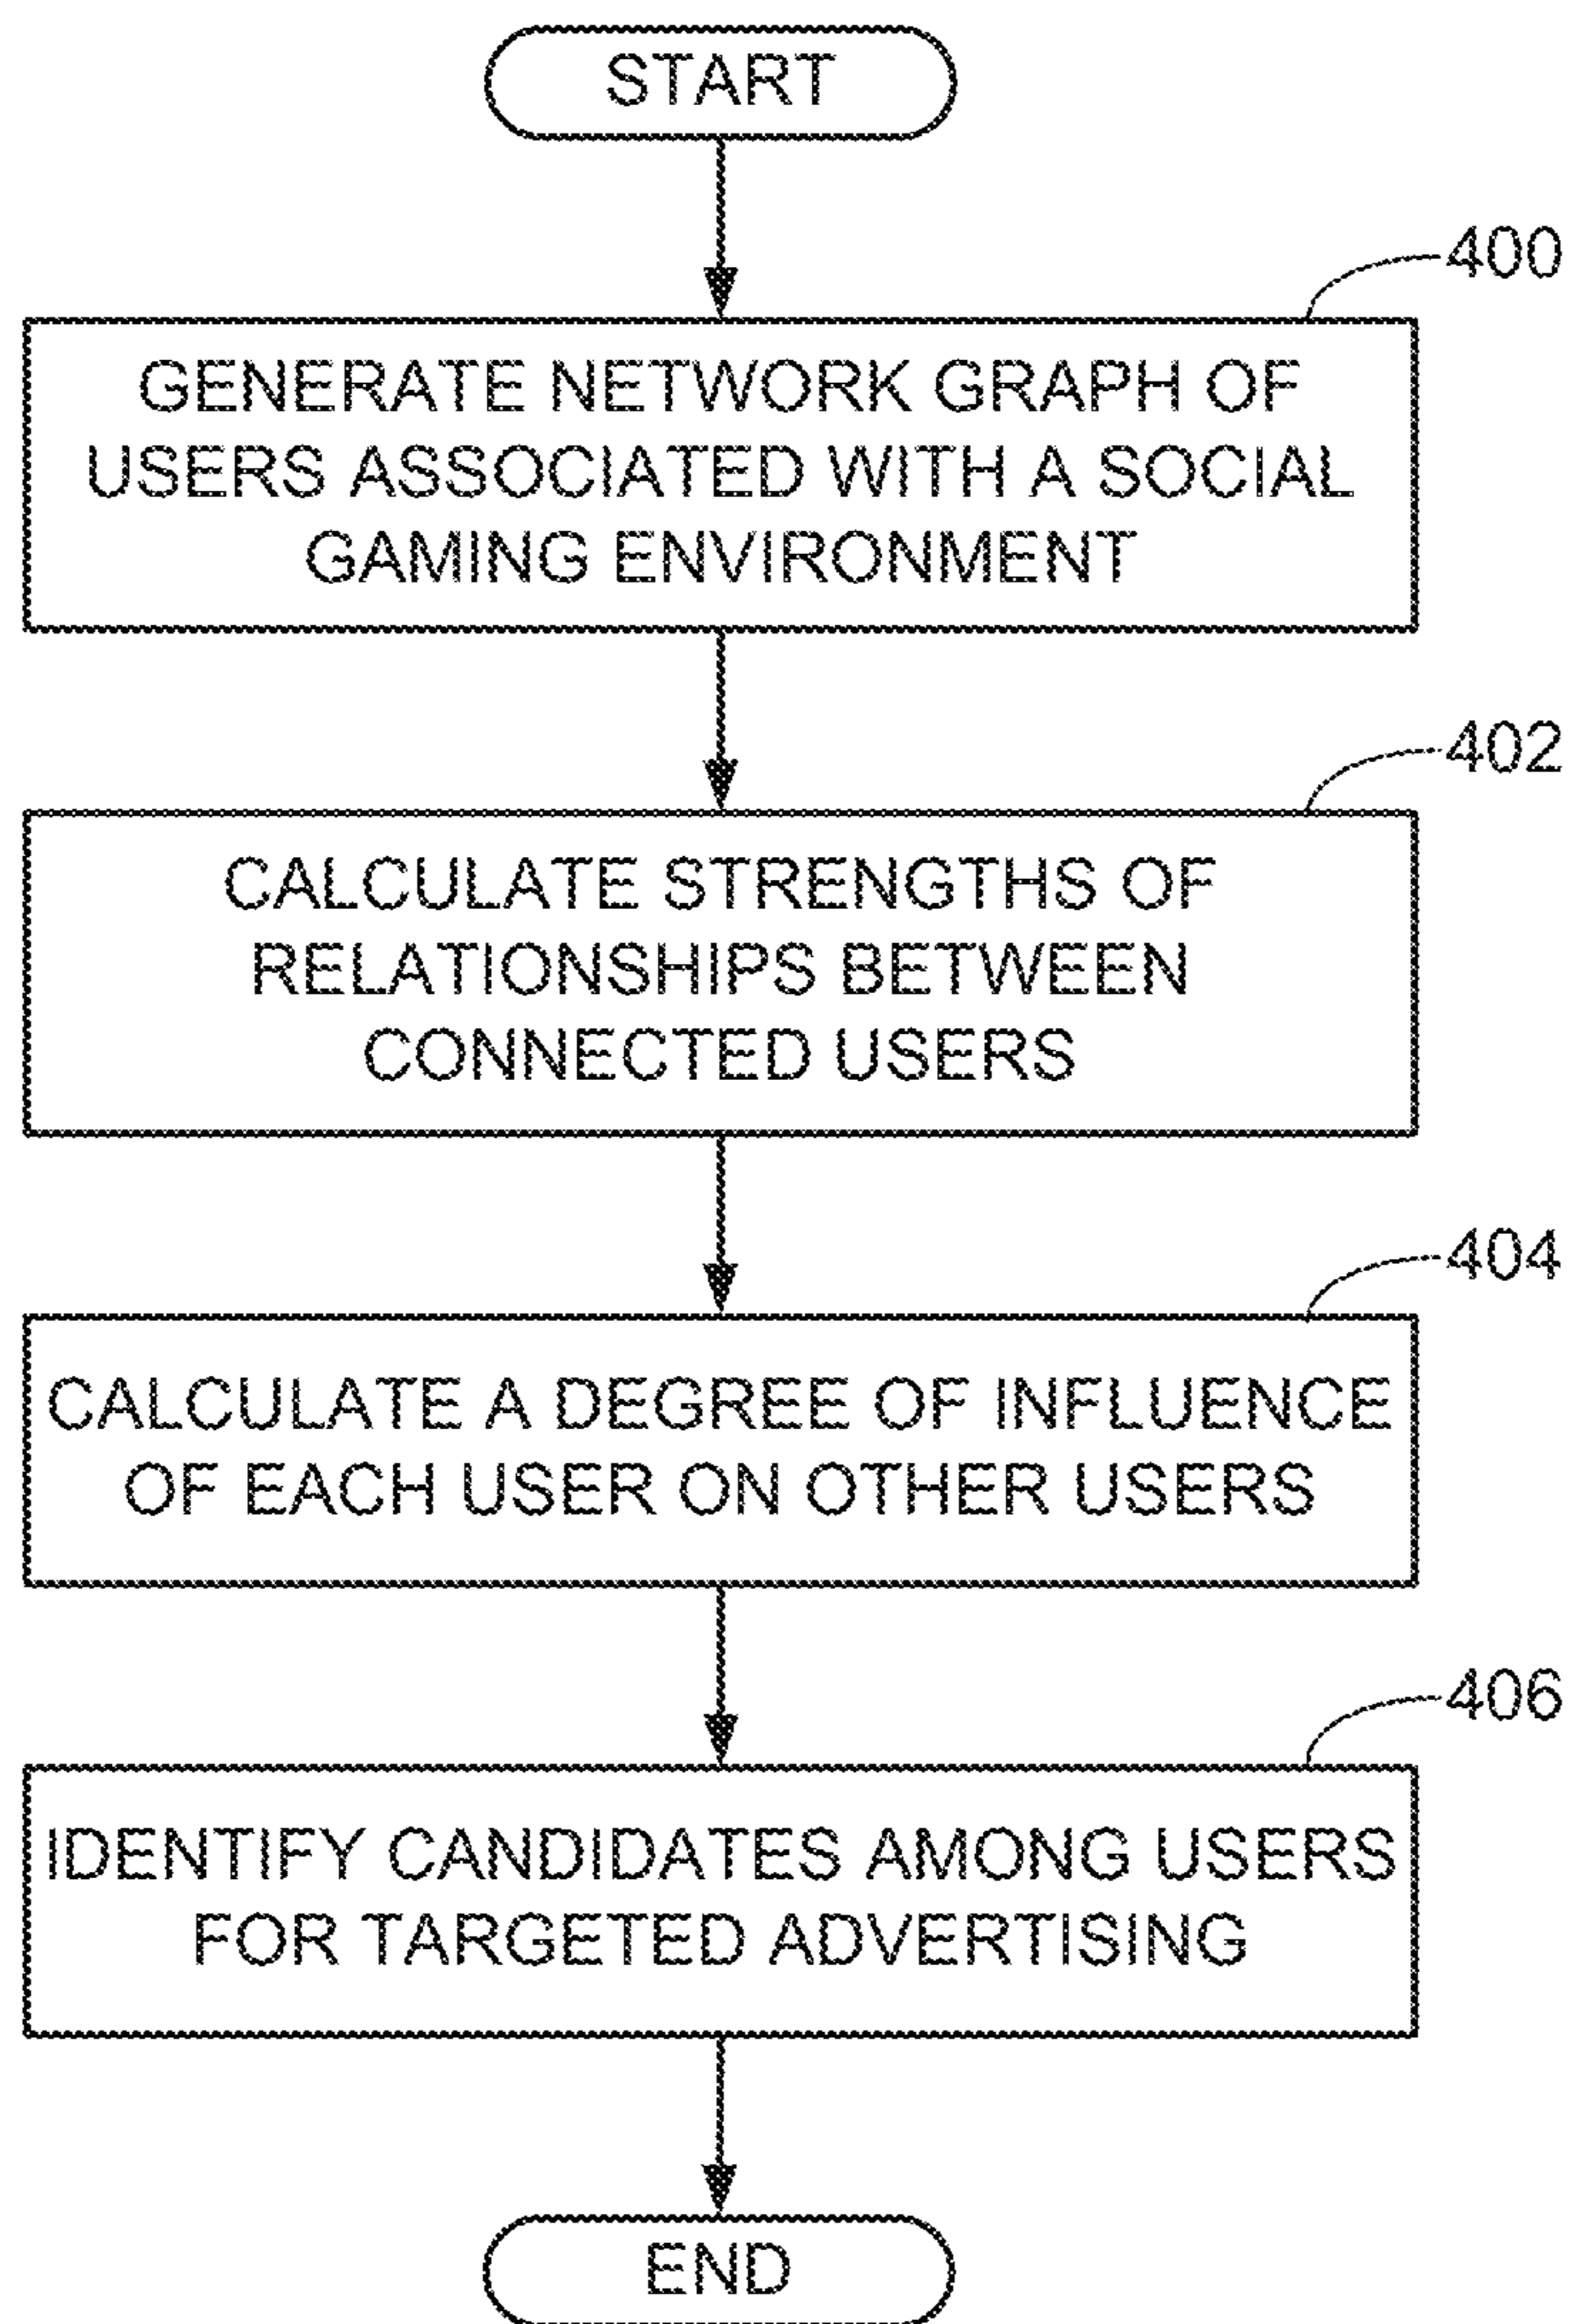 START
400
GENERATE NETWORK GRAPH OF
USERS ASSOCIATED WITH A SOCIAL
GAMING ENVIRONMENT
402
CALCULATE STRENGTHS OF
RELATIONSHIPS BETWEEN
CONNECTED USERS
404
CALCULATE A DEGREE OF INFLUENCE
OF EACH USER ON OTHER USERS
406
IDENTIFY CANDIDATES AMONG USERS
FOR TARGETED ADVERTISING
END